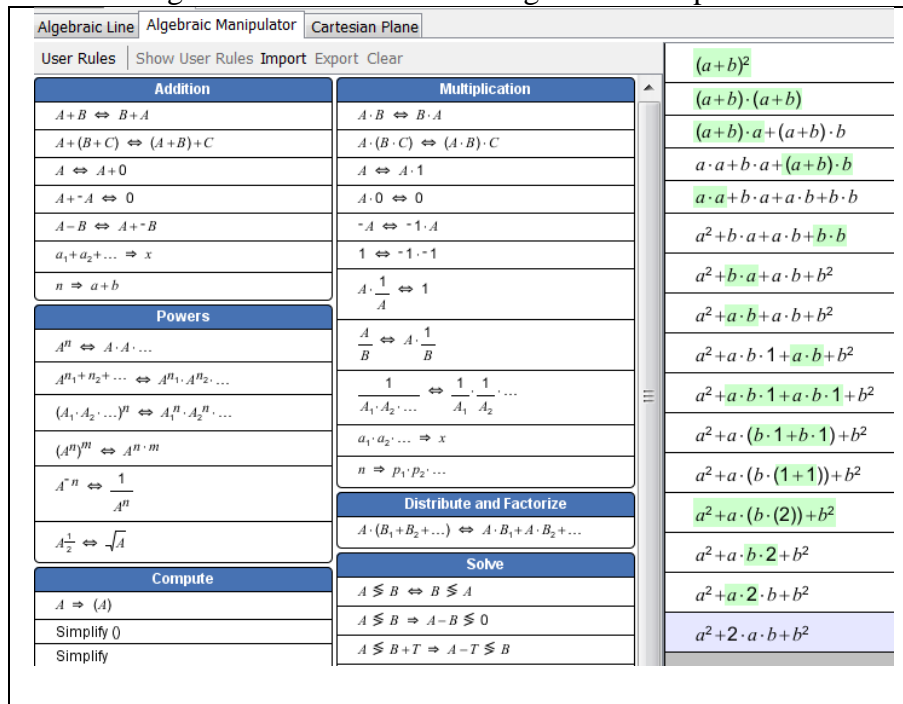 Algebraic Line Algebraic Manipulator Cartesian Plane
User Rules Show User Rules Import Export Clear
Addition
A+B ⇔ B+A
A+(B+C) ⇔ (A+B)+C
A ⇔ A+0
A+⁻A ⇔ 0
A−B ⇔ A+⁻B
a₁+a₂+... ⇒ x
n ⇒ a+b
Powers
Aⁿ ⇔ A·A·...
A^(n₁+n₂+...) ⇔ A^n₁·A^n₂·...
(A₁·A₂·...)ⁿ ⇔ A₁ⁿ·A₂ⁿ·...
(Aⁿ)ᵐ ⇔ Aⁿ·ᵐ
A⁻ⁿ ⇔ 1/Aⁿ
A^(1/2) ⇔ √A
Compute
A ⇒ (A)
Simplify ()
Simplify
Multiplication
A·B ⇔ B·A
A·(B·C) ⇔ (A·B)·C
A ⇔ A·1
A·0 ⇔ 0
⁻A ⇔ ⁻1·A
1 ⇔ ⁻1·⁻1
A·1/A ⇔ 1
A/B ⇔ A·1/B
1/(A₁·A₂·...) ⇔ 1/A₁·1/A₂·...
a₁·a₂·... ⇒ x
n ⇒ p₁·p₂·...
Distribute and Factorize
A·(B₁+B₂+...) ⇔ A·B₁+A·B₂+...
Solve
A ≶ B ⇔ B ≶ A
A ≶ B ⇒ A−B ≶ 0
A ≶ B+T ⇒ A−T ≶ B
(a+b)²
(a+b)·(a+b)
(a+b)·a+(a+b)·b
a·a+b·a+(a+b)·b
a·a+b·a+a·b+b·b
a²+b·a+a·b+b·b
a²+b·a+a·b+b²
a²+a·b+a·b+b²
a²+a·b·1+a·b+b²
a²+a·b·1+a·b·1+b²
a²+a·(b·1+b·1)+b²
a²+a·(b·(1+1))+b²
a²+a·(b·(2))+b²
a²+a·b·2+b²
a²+a·2·b+b²
a²+2·a·b+b²